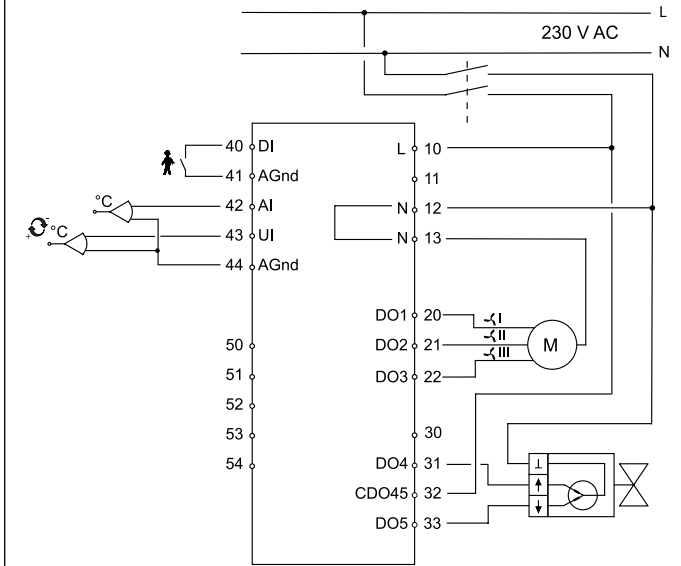 L
230 V AC
N
40 DI L 10
41 AGnd 11
°C 42 AI N 12
°C 43 UI N 13
- +
44 AGnd
DO1 20 I
50 DO2 21 II M
51 DO3 22 III
52
53 30
54 DO4 31
CDO45 32
DO5 33